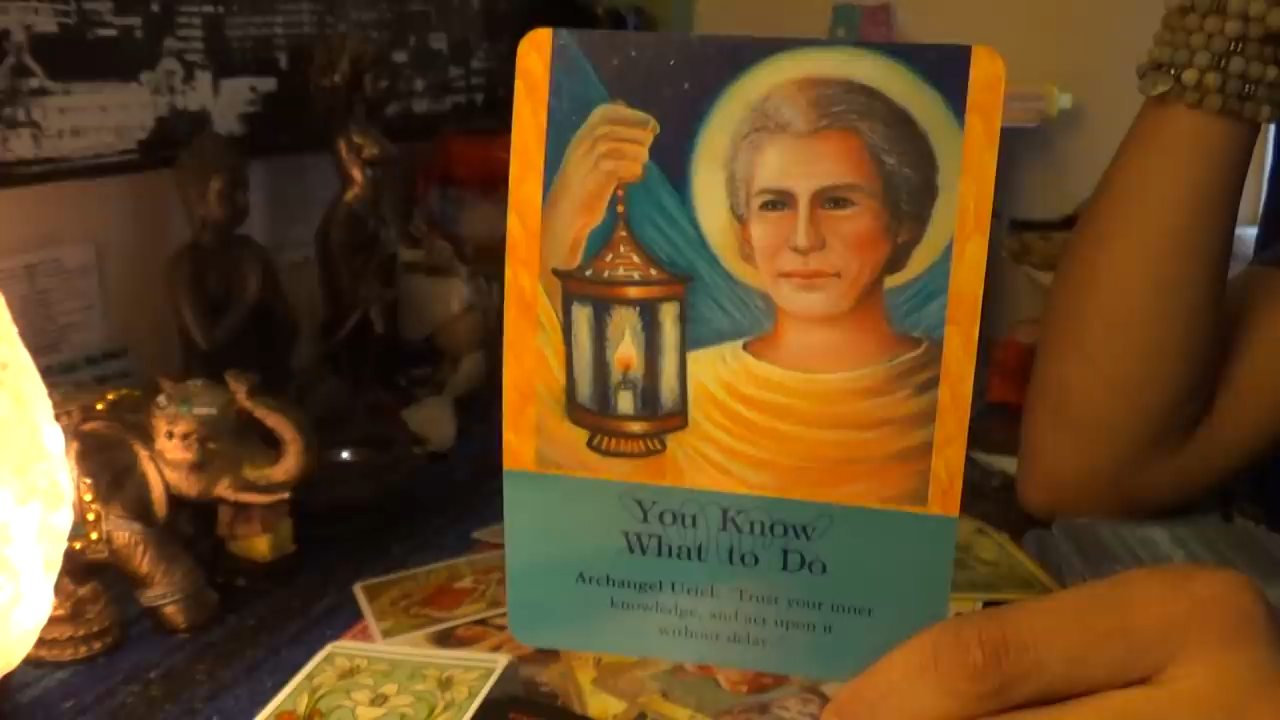 You Know
What to Do
Archangel Uriel: "Trust your inner
knowledge, and act upon it
without delay."